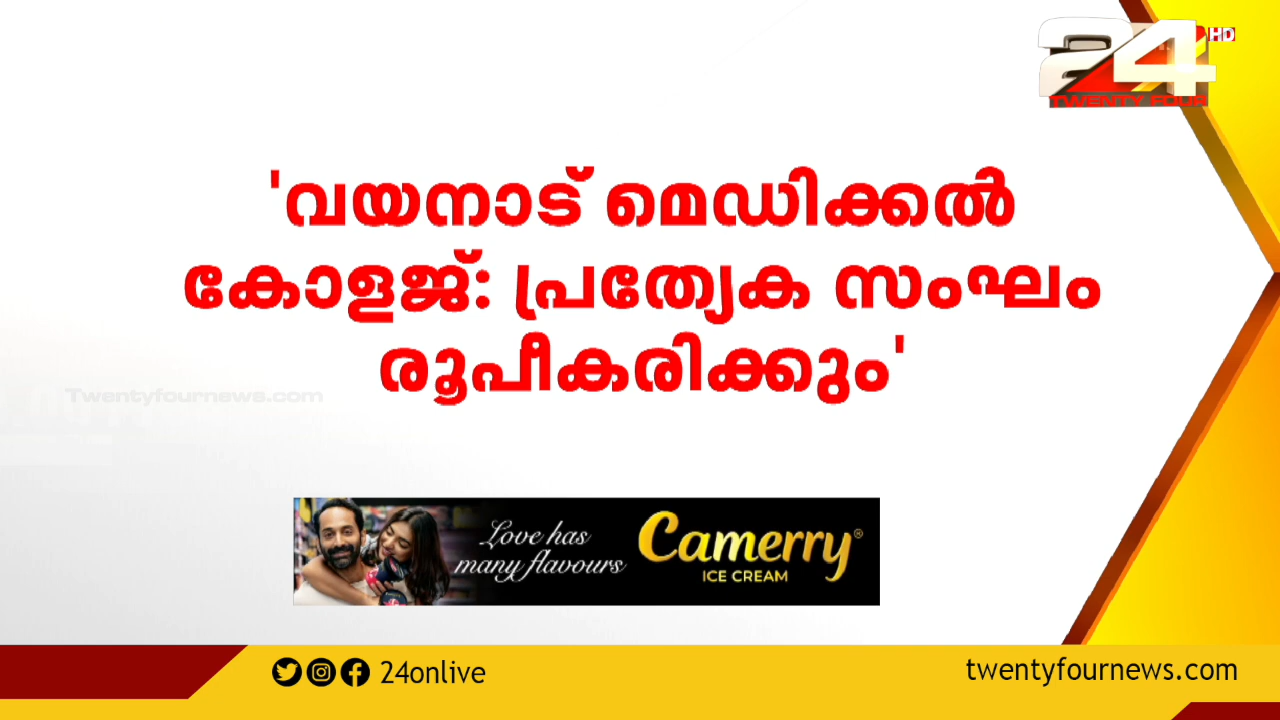 24
HD
TWENTY FOUR
'വയനാട് മെഡിക്കൽ
കോളജ്: പ്രത്യേക സംഘം
രൂപീകരിക്കും'
Twentyfournews.com
Love has
many flavours
Camerry®
ICE CREAM
24onlive
twentyfournews.com